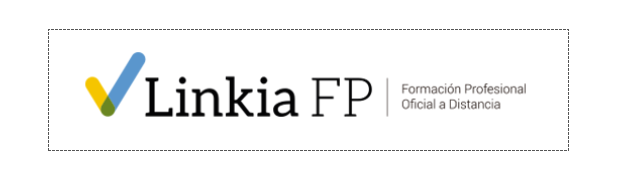 Linkia FP
Formación Profesional
Oficial a Distancia